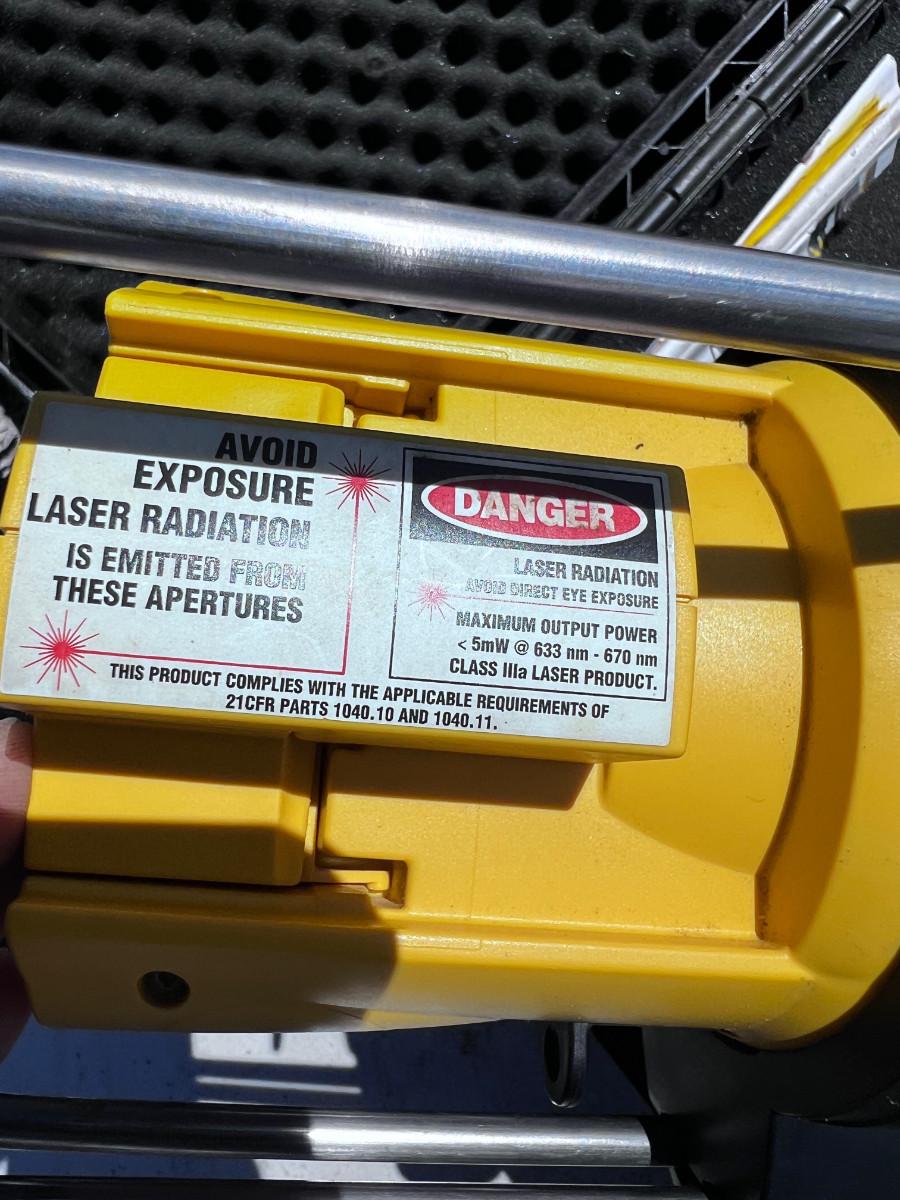 AVOID
EXPOSURE
LASER RADIATION
IS EMITTED FROM
THESE APERTURES
DANGER
LASER RADIATION
AVOID DIRECT EYE EXPOSURE
MAXIMUM OUTPUT POWER
< 5mW @ 633 nm - 670 nm
CLASS IIIa LASER PRODUCT.
THIS PRODUCT COMPLIES WITH THE APPLICABLE REQUIREMENTS OF
21CFR PARTS 1040.10 AND 1040.11.